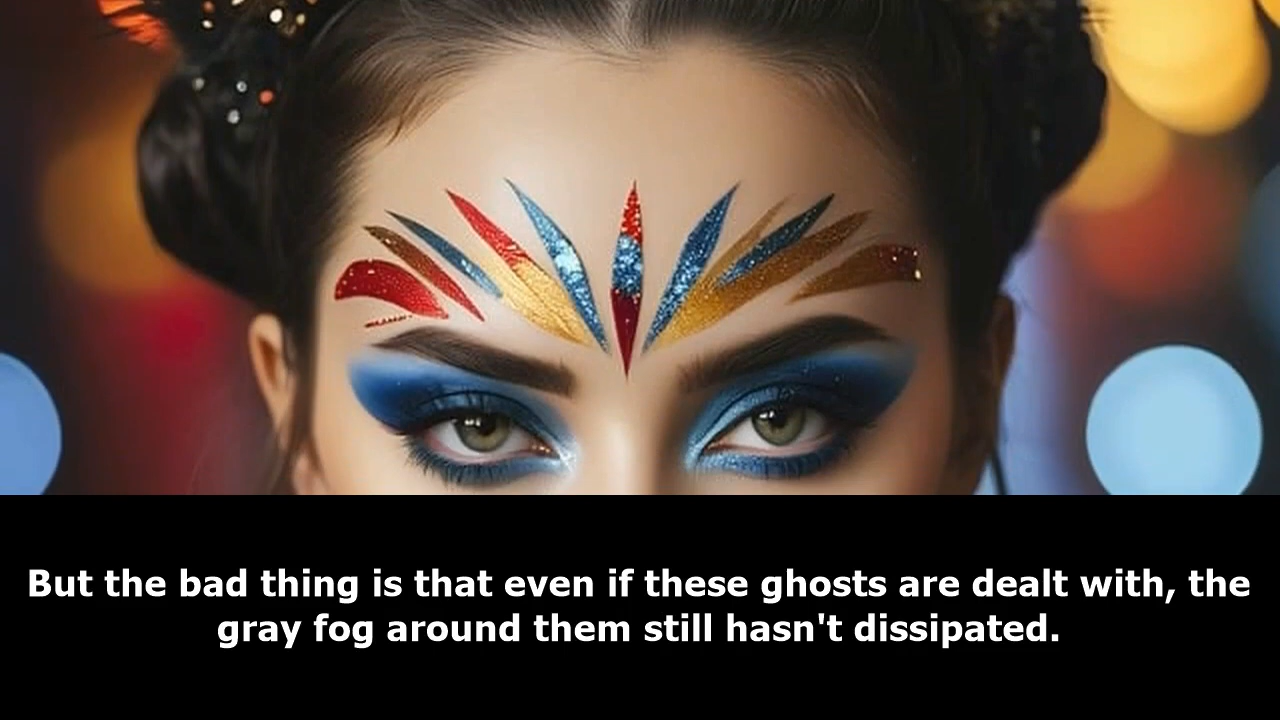 But the bad thing is that even if these ghosts are dealt with, the
gray fog around them still hasn't dissipated.